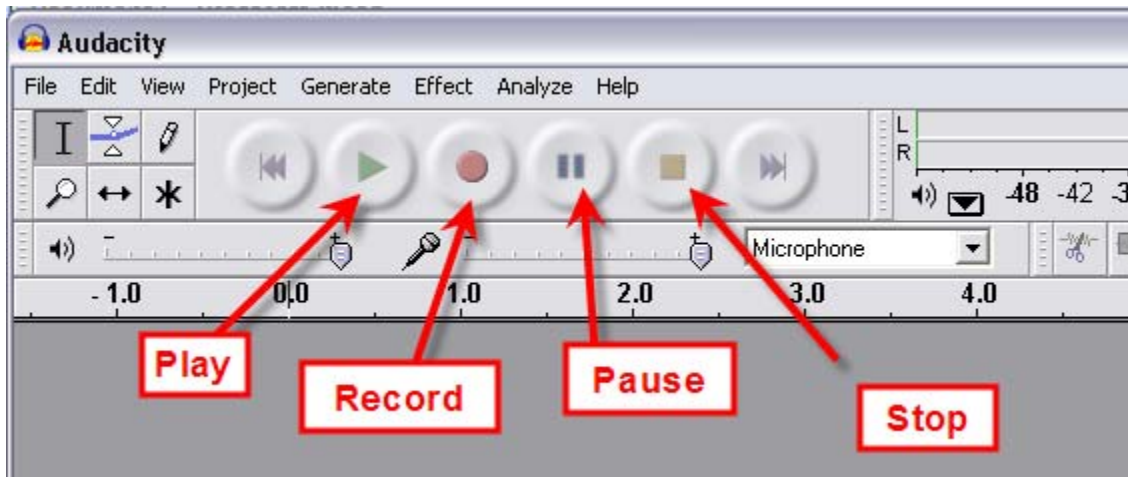 Audacity
File Edit View Project Generate Effect Analyze Help
L
R
-48 -42
Microphone
- 1.0 0.0 1.0 2.0 3.0 4.0
Play
Record
Pause
Stop